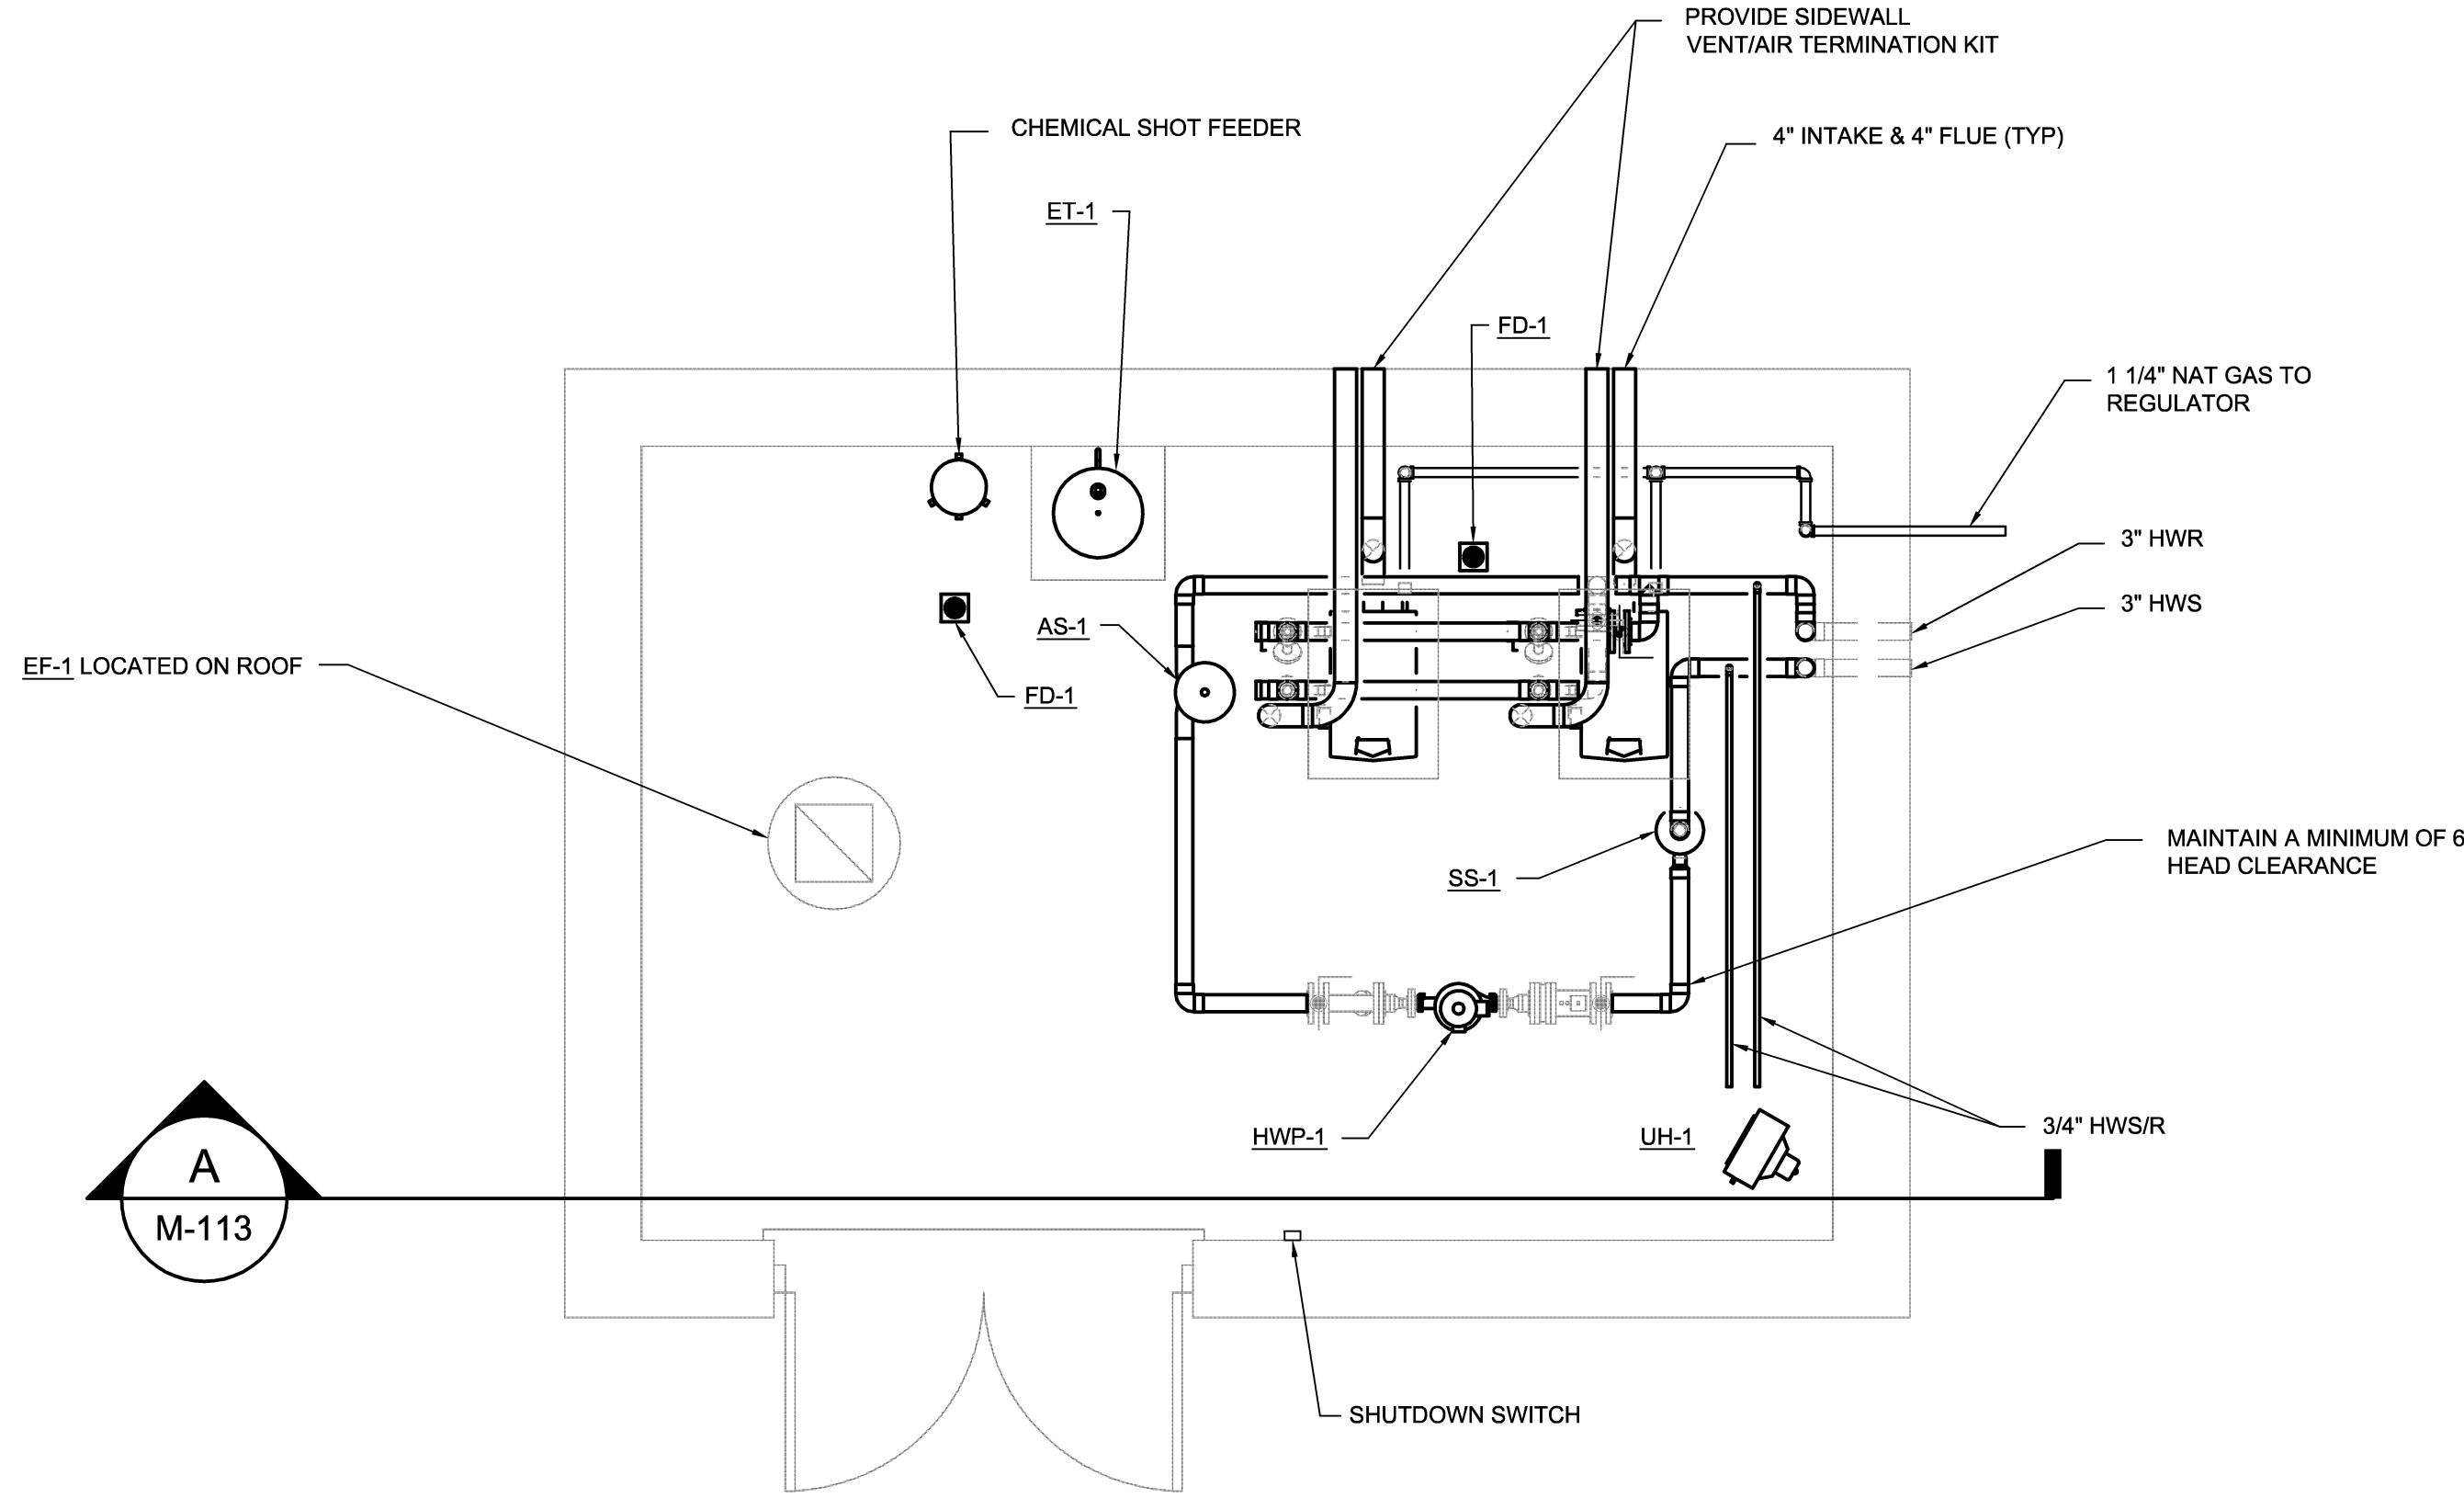 PROVIDE SIDEWALL
VENT/AIR TERMINATION KIT
CHEMICAL SHOT FEEDER
4" INTAKE & 4" FLUE (TYP)
ET-1
FD-1
1 1/4" NAT GAS TO
REGULATOR
3" HWR
3" HWS
AS-1
EF-1 LOCATED ON ROOF
FD-1
MAINTAIN A MINIMUM OF 6
HEAD CLEARANCE
SS-1
HWP-1
UH-1
3/4" HWS/R
A
M-113
SHUTDOWN SWITCH